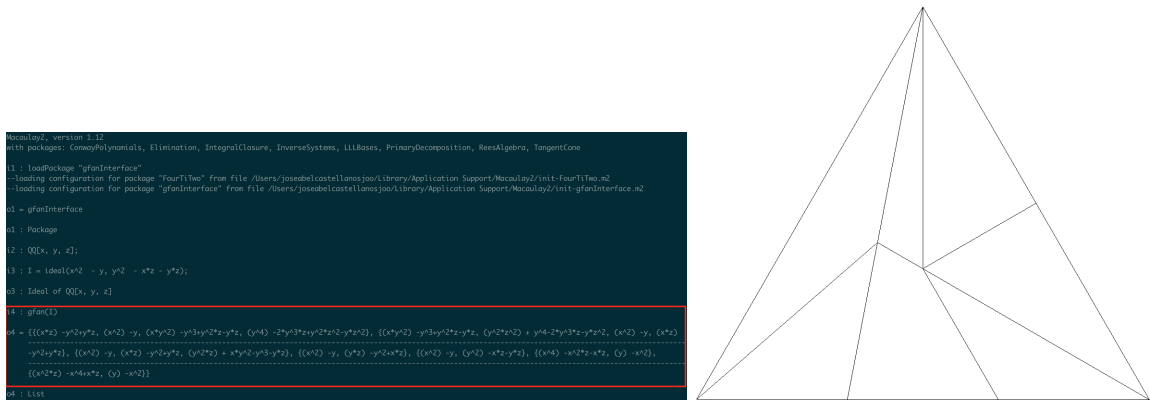 Macaulay2, version 1.12
with packages: ConwayPolynomials, Elimination, IntegralClosure, InverseSystems, LLLBases, PrimaryDecomposition, ReesAlgebra, TangentCone
i1 : loadPackage "gfanInterface"
--loading configuration for package "FourTiTwo" from file /Users/joseabelcastellanosjoo/Library/Application Support/Macaulay2/init-FourTiTwo.m2
--loading configuration for package "gfanInterface" from file /Users/joseabelcastellanosjoo/Library/Application Support/Macaulay2/init-gfanInterface.m2
o1 = gfanInterface
o1 : Package
i2 : QQ[x, y, z];
i3 : I = ideal(x^2  - y, y^2  - x*z - y*z);
o3 : Ideal of QQ[x, y, z]
i4 : gfan(I)
o4 = {{(x*z) -y^2+y*z, (x^2) -y, (x*y^2) -y^3+y^2*z-y*z, (y^4) -2*y^3*z+y^2*z^2-y*z^2}, {(x*y^2) -y^3+y^2*z-y*z, (y^2*z^2) + y^4-2*y^3*z-y*z^2, (x^2) -y, (x*z)
-----------------------------------------------------------------------------------------------------------------------------------------------
-y^2+y*z}, {(x^2) -y, (x*z) -y^2+y*z, (y^2*z) + x*y^2-y^3-y*z}, {(x^2) -y, (y*z) -y^2+x*z}, {(x^2) -y, (y^2) -x*z-y*z}, {(x^4) -x^2*z-x*z, (y) -x^2},
-----------------------------------------------------------------------------------------------------------------------------------------------
{(x^2*z) -x^4+x*z, (y) -x^2}}
o4 : List